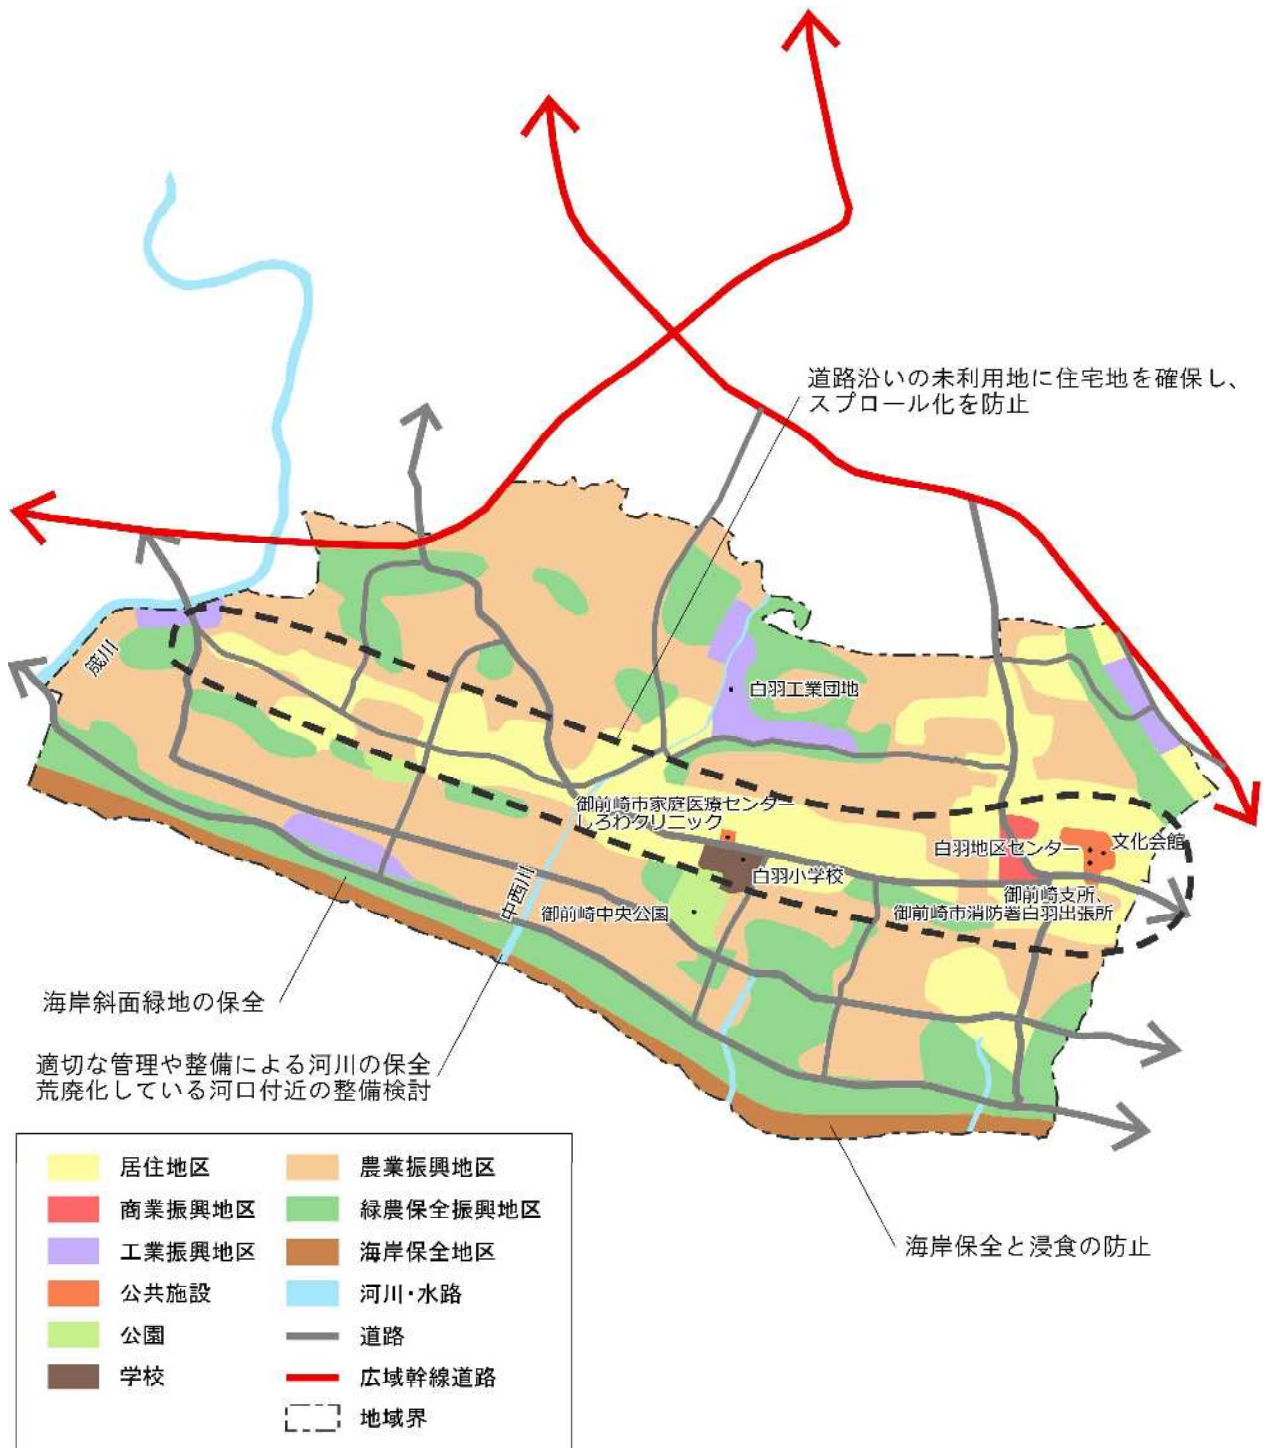 道路沿いの未利用地に住宅地を確保し、
スプロール化を防止
筬川
白羽工業団地
御前崎市家庭医療センター
しろわクリニック
白羽地区センター
文化会館
白羽小学校
御前崎支所、
御前崎市消防署白羽出張所
中西川
御前崎中央公園
海岸斜面緑地の保全
適切な管理や整備による河川の保全
荒廃化している河口付近の整備検討
海岸保全と浸食の防止
居住地区
商業振興地区
工業振興地区
公共施設
公園
学校
農業振興地区
緑農保全振興地区
海岸保全地区
河川・水路
道路
広域幹線道路
地域界